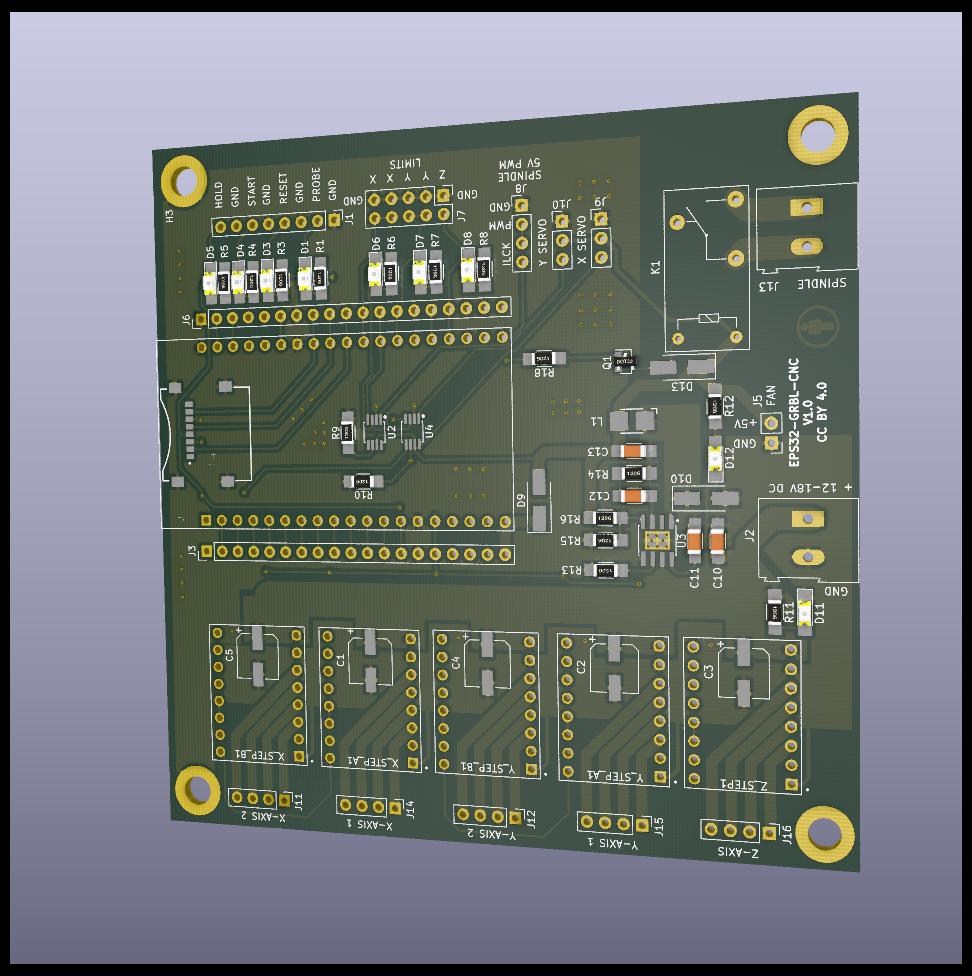 H3
HOLD
GND
START
GND
RESET
GND
PROBE
GND
J1
LIMITS
X X Y Y Z
GND
GND
J7
SPINDLE
5V PWM
J8
GND
PWM
ILCK
J10
Y SERVO
J9
X SERVO
K1
J13
SPINDLE
D5
R5
D4
R4
D3
R3
D1
R1
D6
R6
D7
R7
D8
R8
J6
R18
Q1
D13
R9
U2
U4
R10
L1
C13
R14
C12
D9
R16
R15
R13
U3
D10
R12
D12
C11
C10
J5
FAN
+5V
GND
EPS32-GRBL-CNC
V1.0
CC BY 4.0
+ 12-18V DC
J2
GND
R11
D11
J3
C5
X_STEP_B1
C1
X_STEP_A1
C4
Y_STEP_B1
C2
Y_STEP_A1
C3
Z_STEP1
J11
X-AXIS 2
J14
X-AXIS 1
J12
Y-AXIS 2
J15
Y-AXIS 1
J16
Z-AXIS